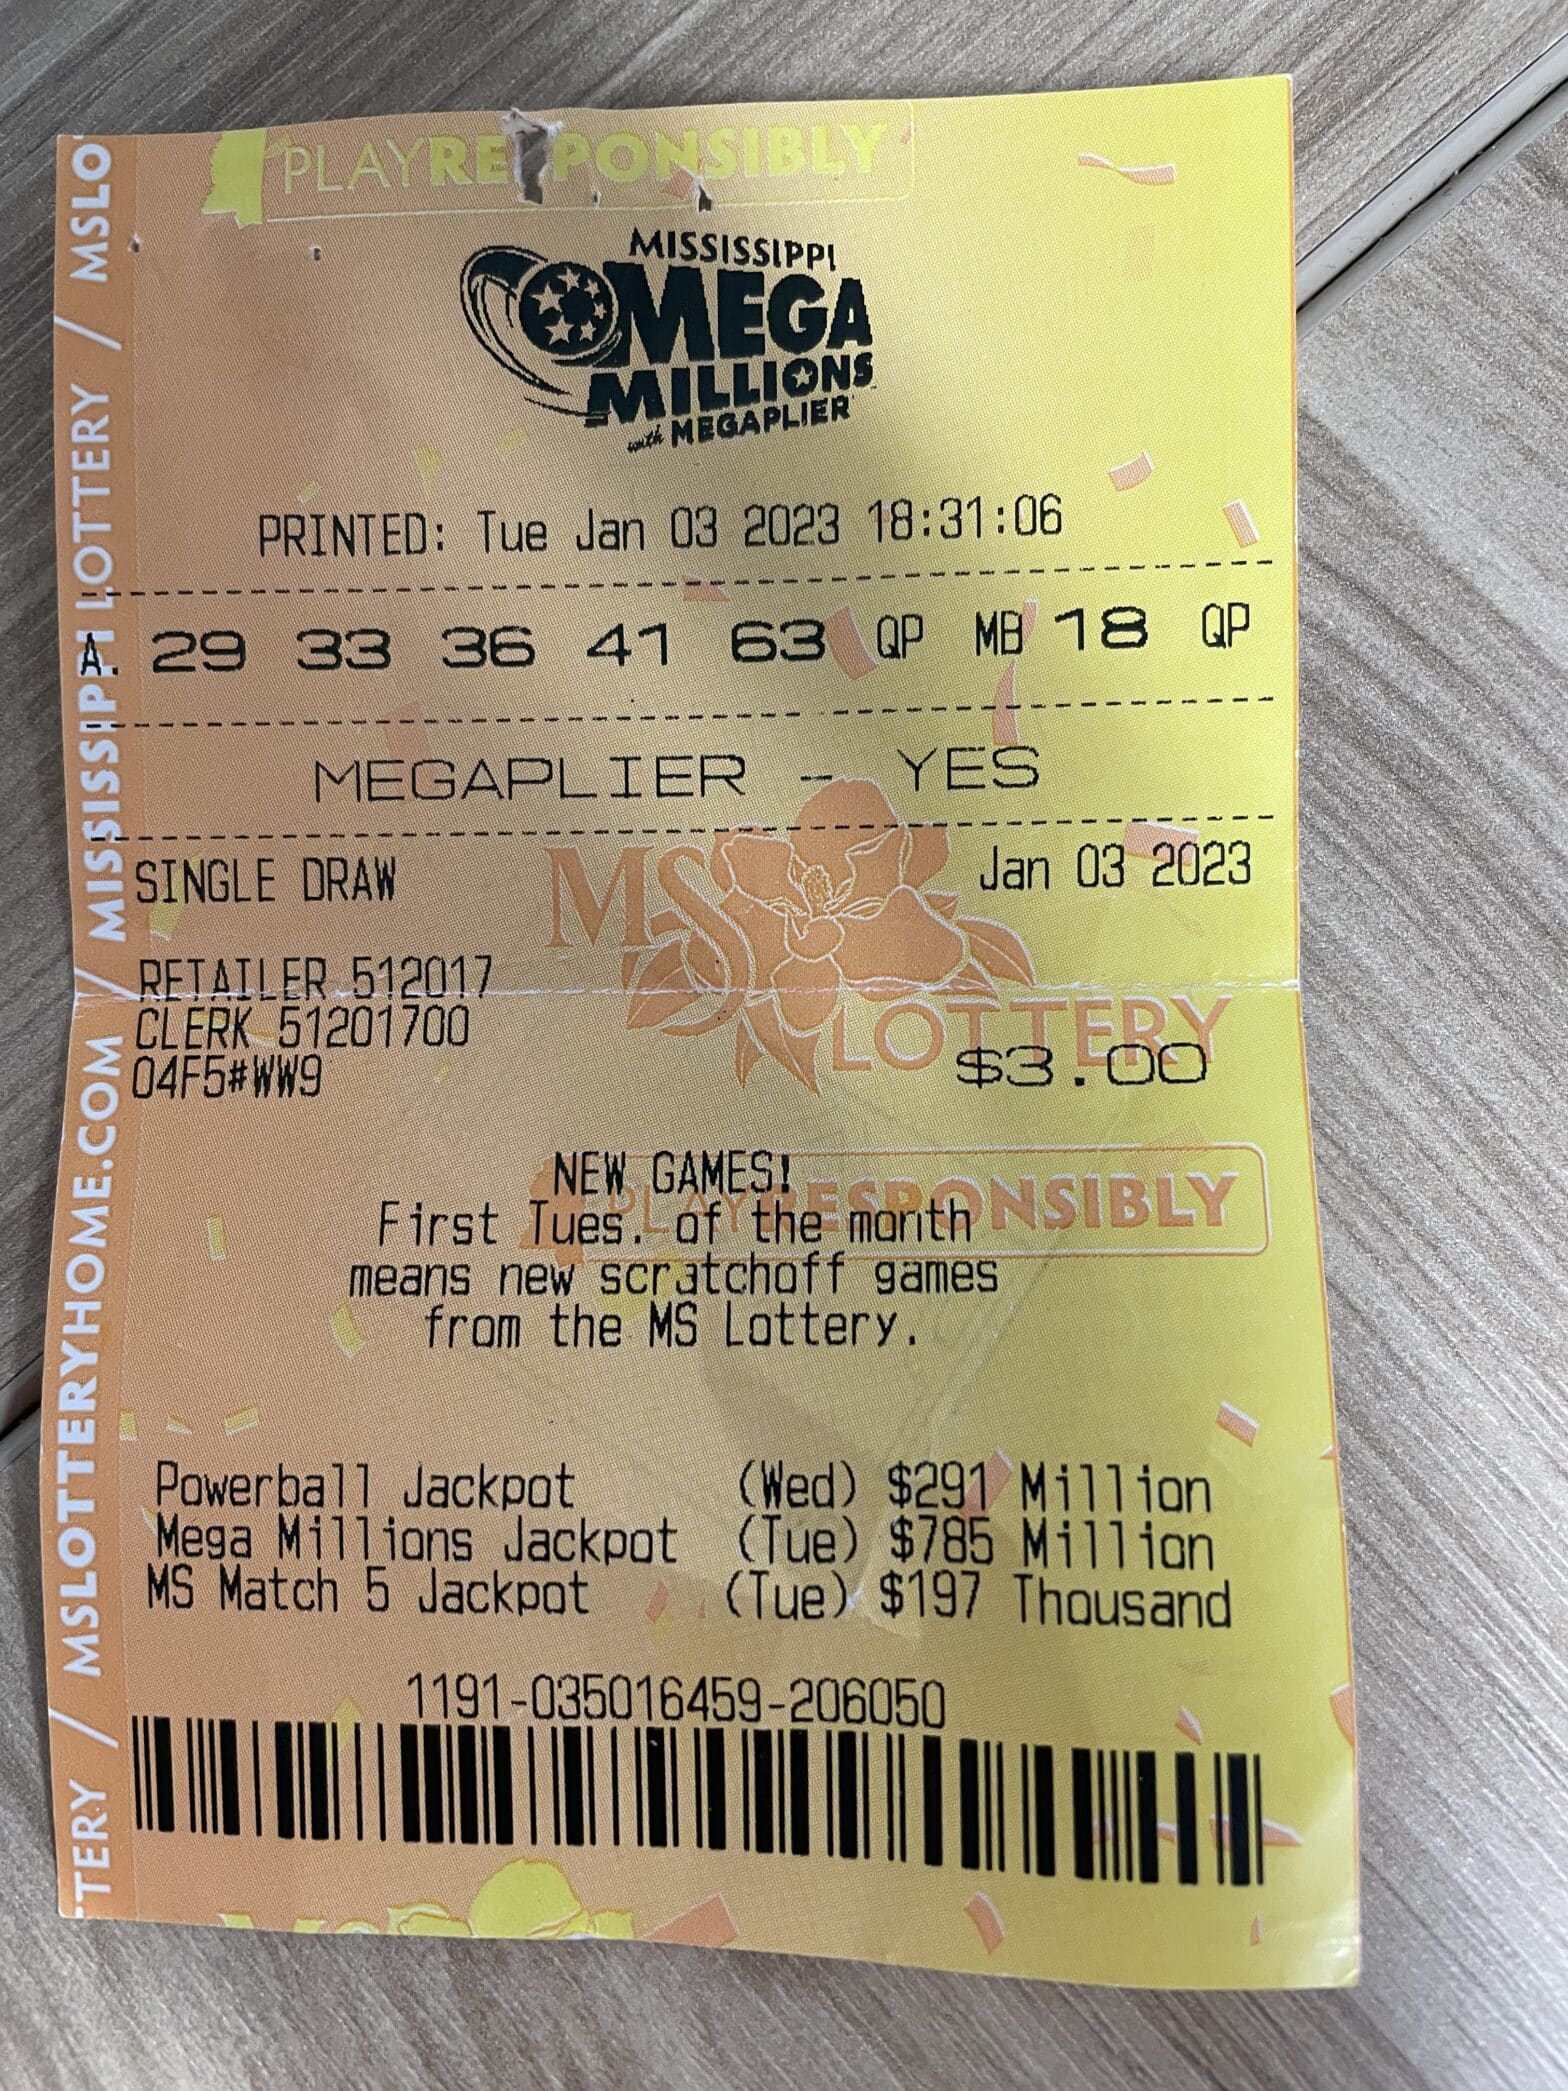 PLAYRESPONSIBLY
MISSISSIPPI
MEGA
MILLIONS
with MEGAPLIER
PRINTED: Tue Jan 03 2023 18:31:06
A. 29 33 36 41 63 QP MB 18 QP
MEGAPLIER - YES
SINGLE DRAW Jan 03 2023
MS
LOTTERY
RETAILER 512017
CLERK 51201700
04F5#WW9
$3.00
PLAYRESPONSIBLY
NEW GAMES!
First Tues. of the month
means new scratchoff games
from the MS Lottery.
Powerball Jackpot (Wed) $291 Million
Mega Millions Jackpot (Tue) $785 Million
MS Match 5 Jackpot (Tue) $197 Thousand
1191-035016459-206050
TERY / MSLOTTERYHOME.COM / MISSISSIPPI LOTTERY / MSLO